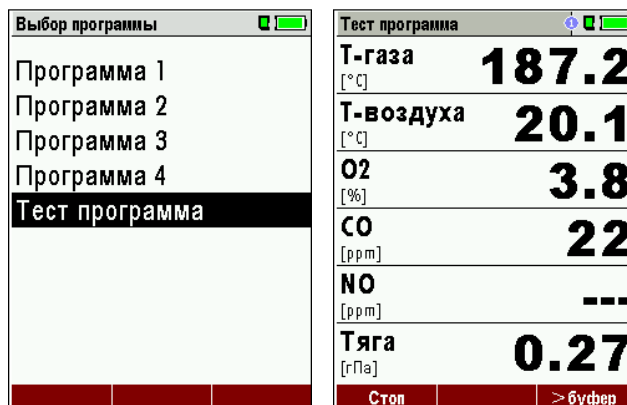 Выбор программы
Программа 1
Программа 2
Программа 3
Программа 4
Тест программа
Тест программа
Т-газа 187.2
[°C]
Т-воздуха 20.1
[°C]
O2 3.8
[%]
CO 22
[ppm]
NO ---
[ppm]
Тяга 0.27
[гПа]
Стоп >буфер